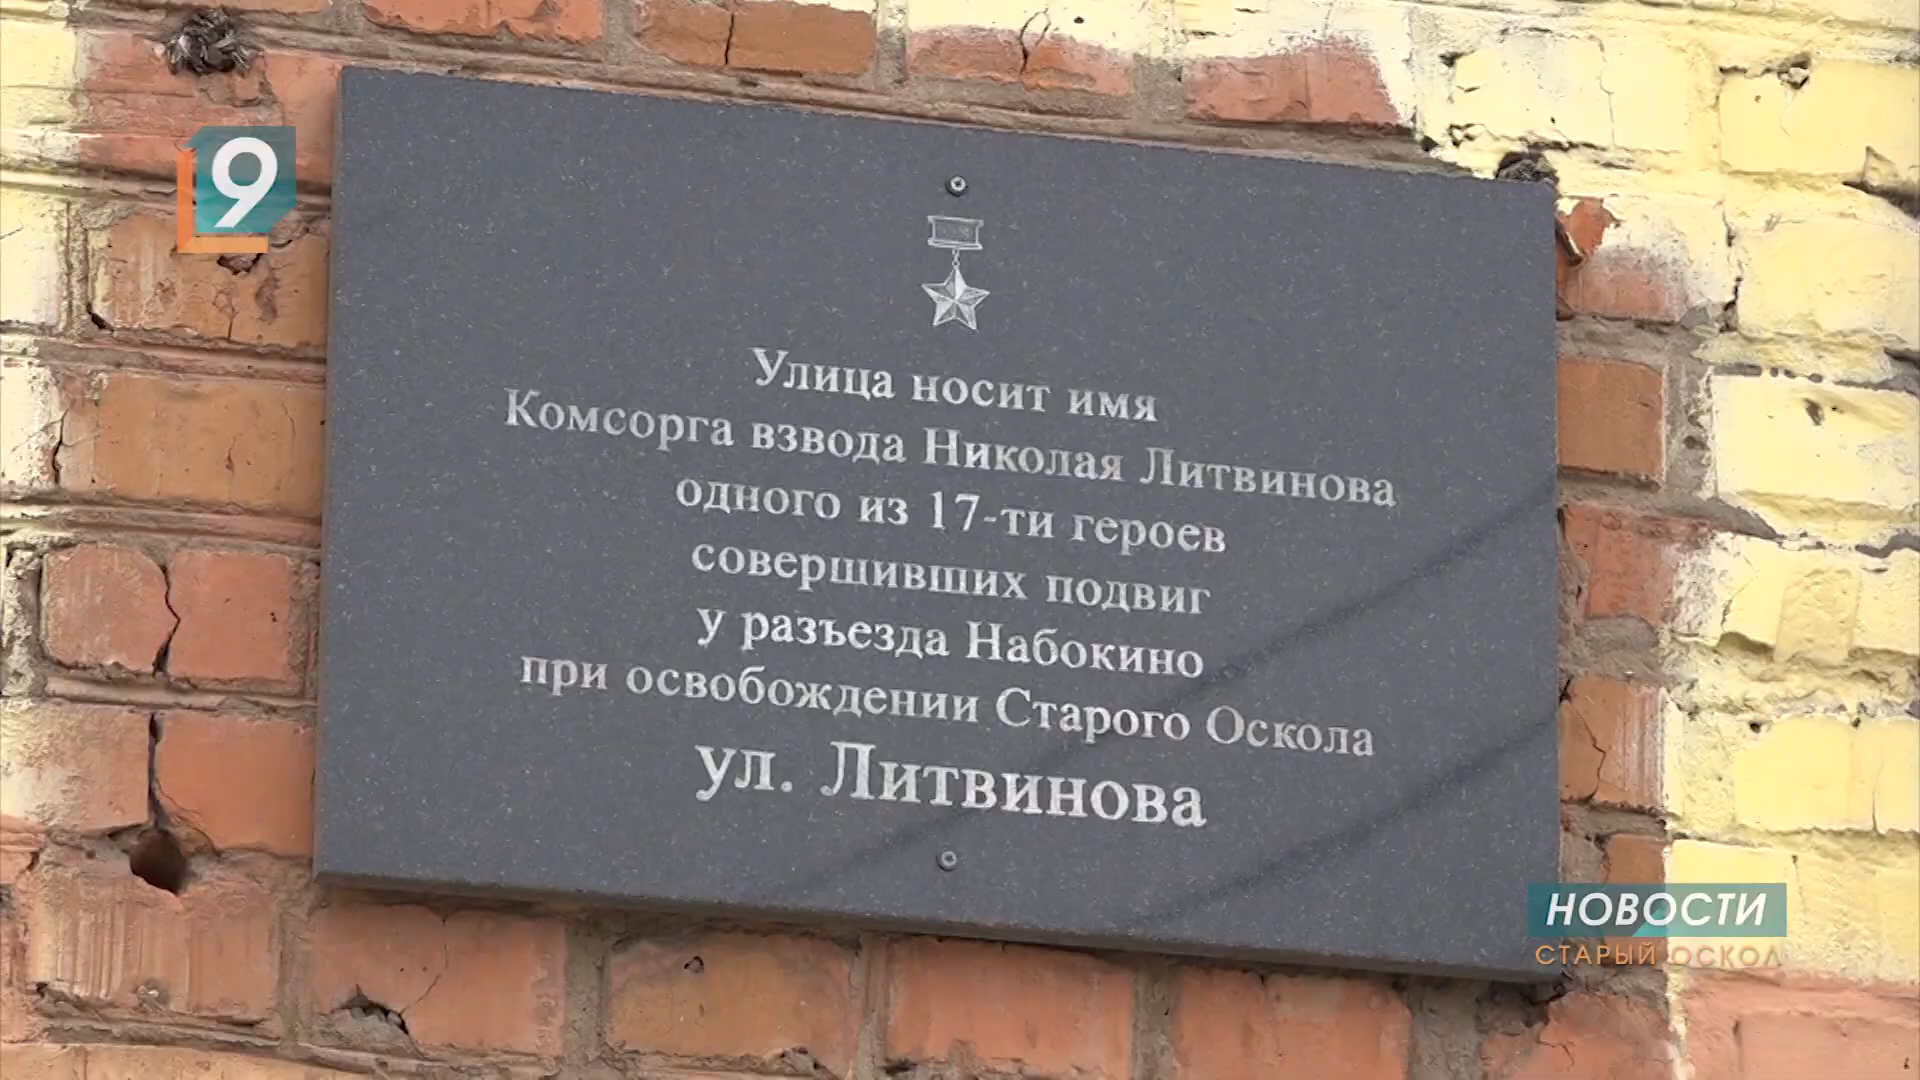 9
Улица носит имя
Комсорга взвода Николая Литвинова
одного из 17-ти героев
совершивших подвиг
у разъезда Набокино
при освобождении Старого Оскола
ул. Литвинова
НОВОСТИ
СТАРЫЙ ОСКОЛ